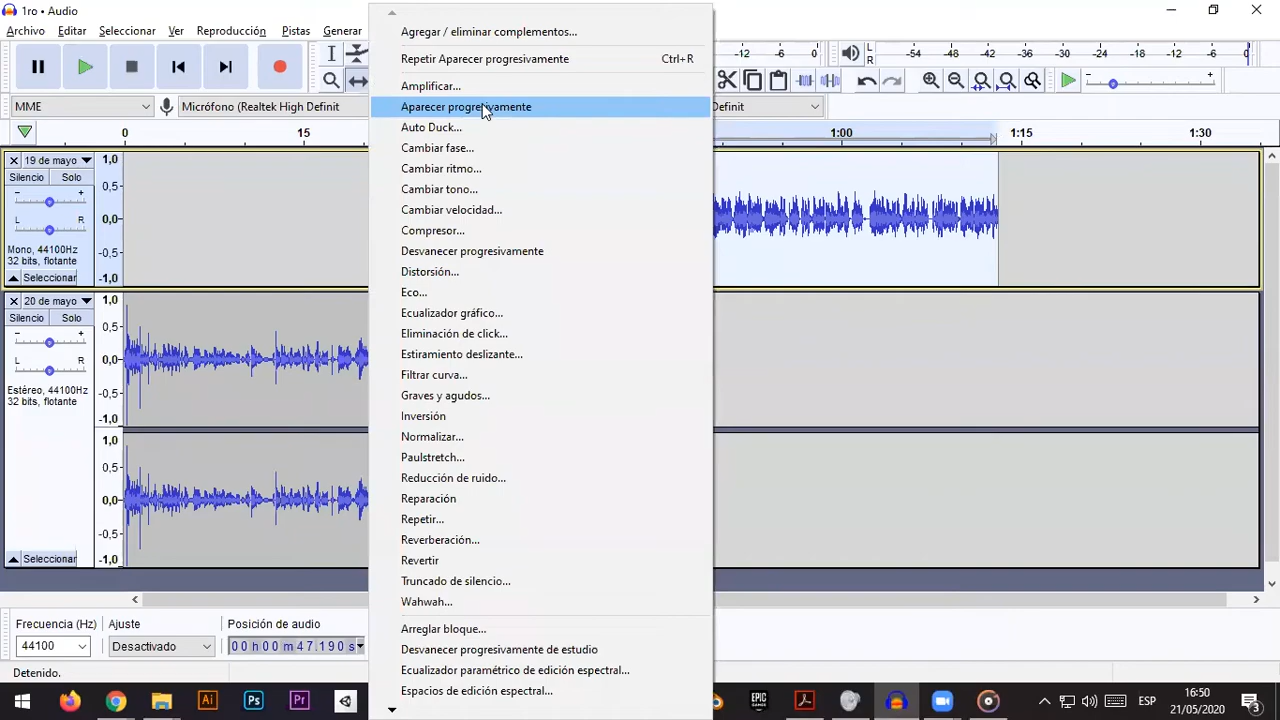 1ro • Audio
Archivo Editar Seleccionar Ver Reproducción Pistas Generar
Agregar / eliminar complementos...
Repetir Aparecer progresivamente Ctrl+R
Amplificar...
Aparecer progresivamente
Auto Duck...
Cambiar fase...
Cambiar ritmo...
Cambiar tono...
Cambiar velocidad...
Compresor...
Desvanecer progresivamente
Distorsión...
Eco...
Ecualizador gráfico...
Eliminación de click...
Estiramiento deslizante...
Filtrar curva...
Graves y agudos...
Inversión
Normalizar...
Paulstretch...
Reducción de ruido...
Reparación
Repetir...
Reverberación...
Revertir
Truncado de silencio...
Wahwah...
Arreglar bloque...
Desvanecer progresivamente de estudio
Ecualizador paramétrico de edición espectral...
Espacios de edición espectral...
-12 -6 0
L
R
-54 -48 -42 -36 -30 -24 -18 -12 -6 0
MME Micrófono (Realtek High Definit
Definit
0 15 1:00 1:15 1:30
19 de mayo
Silencio Solo
- +
L R
Mono, 44100Hz
32 bits, flotante
Seleccionar
1,0
0,5
0,0
-0,5
-1,0
20 de mayo
Silencio Solo
- +
L R
Estéreo, 44100Hz
32 bits, flotante
Seleccionar
1,0
0,5
0,0
-0,5
-1,0
1,0
0,5
0,0
-0,5
-1,0
Frecuencia (Hz) Ajuste Posición de audio
44100 Desactivado 00h00m47.190s
Detenido.
Ai Ps Pr
EPIC
GAMES
ESP
16:50
21/05/2020
3